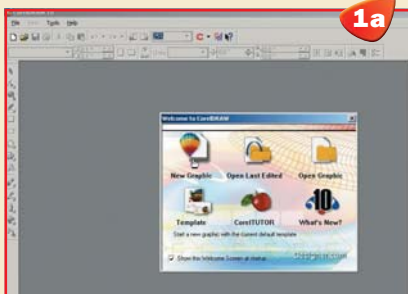 1a
File Tools Help
Welcome to CorelDRAW
New Graphic Open Last Edited Open Graphic
10
Template CorelTUTOR What's New?
Start a new graphic with the current default template
Show this Welcome Screen at startup